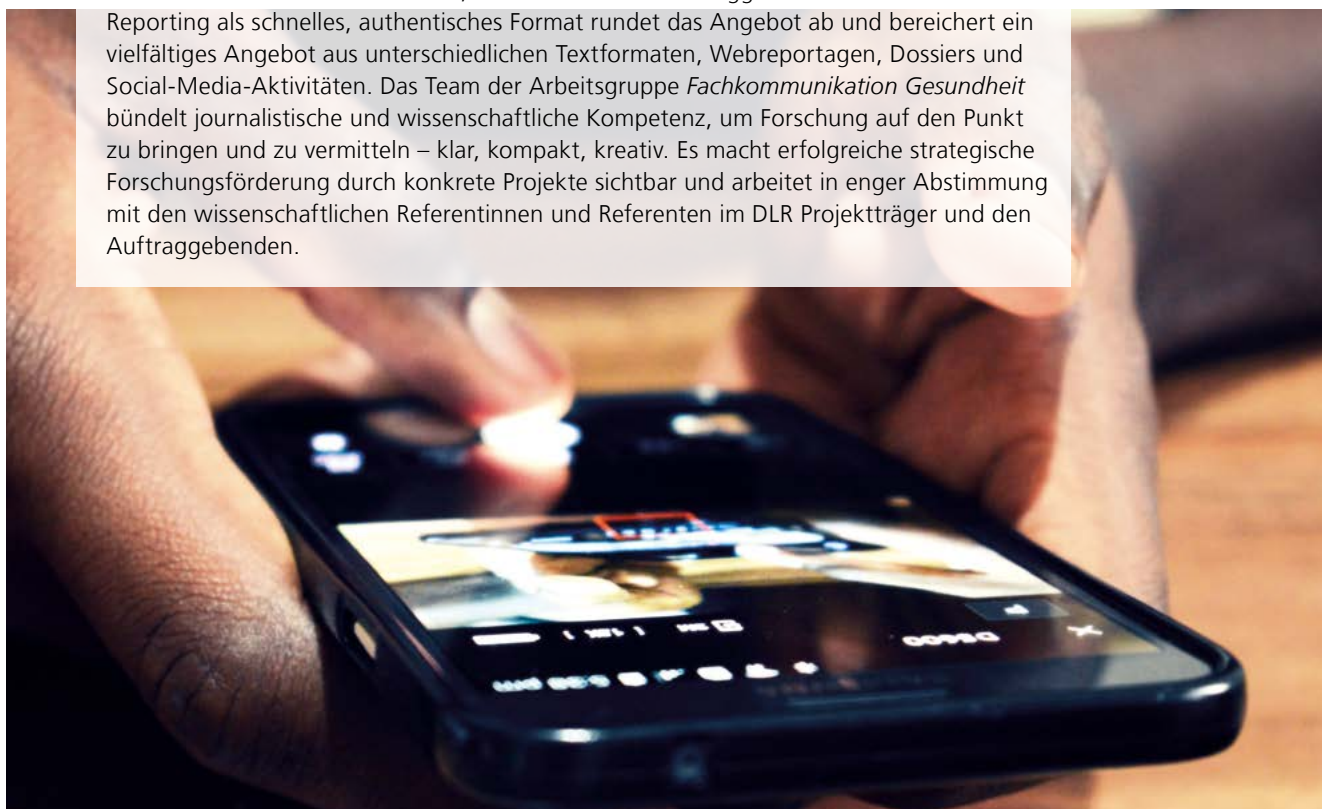 Reporting als schnelles, authentisches Format rundet das Angebot ab und bereichert ein
vielfältiges Angebot aus unterschiedlichen Textformaten, Webreportagen, Dossiers und
Social-Media-Aktivitäten. Das Team der Arbeitsgruppe Fachkommunikation Gesundheit
bündelt journalistische und wissenschaftliche Kompetenz, um Forschung auf den Punkt
zu bringen und zu vermitteln – klar, kompakt, kreativ. Es macht erfolgreiche strategische
Forschungsförderung durch konkrete Projekte sichtbar und arbeitet in enger Abstimmung
mit den wissenschaftlichen Referentinnen und Referenten im DLR Projektträger und den
Auftraggebenden.